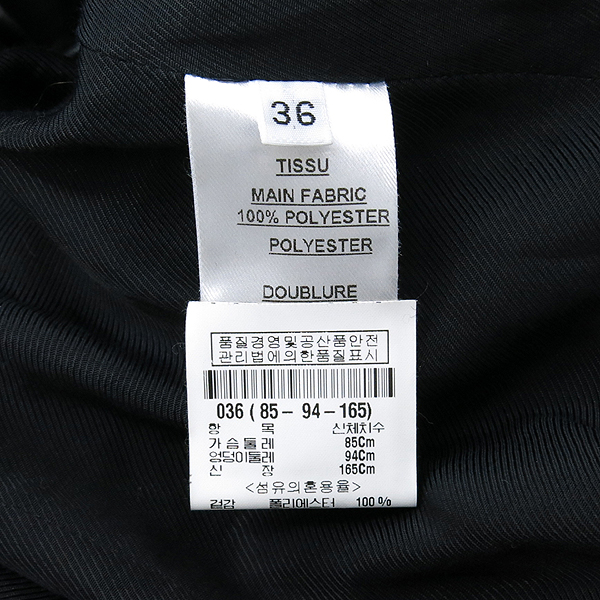 36
TISSU
MAIN FABRIC
100% POLYESTER
POLYESTER
DOUBLURE
품질경영및공산품안전
관리법에의한품질표시
036 ( 85 - 94 - 165)
항 목 신체치수
가슴둘레 85Cm
엉덩이둘레 94Cm
신 장 165Cm
<섬유의혼용율>
겉감 폴리에스터 100 %